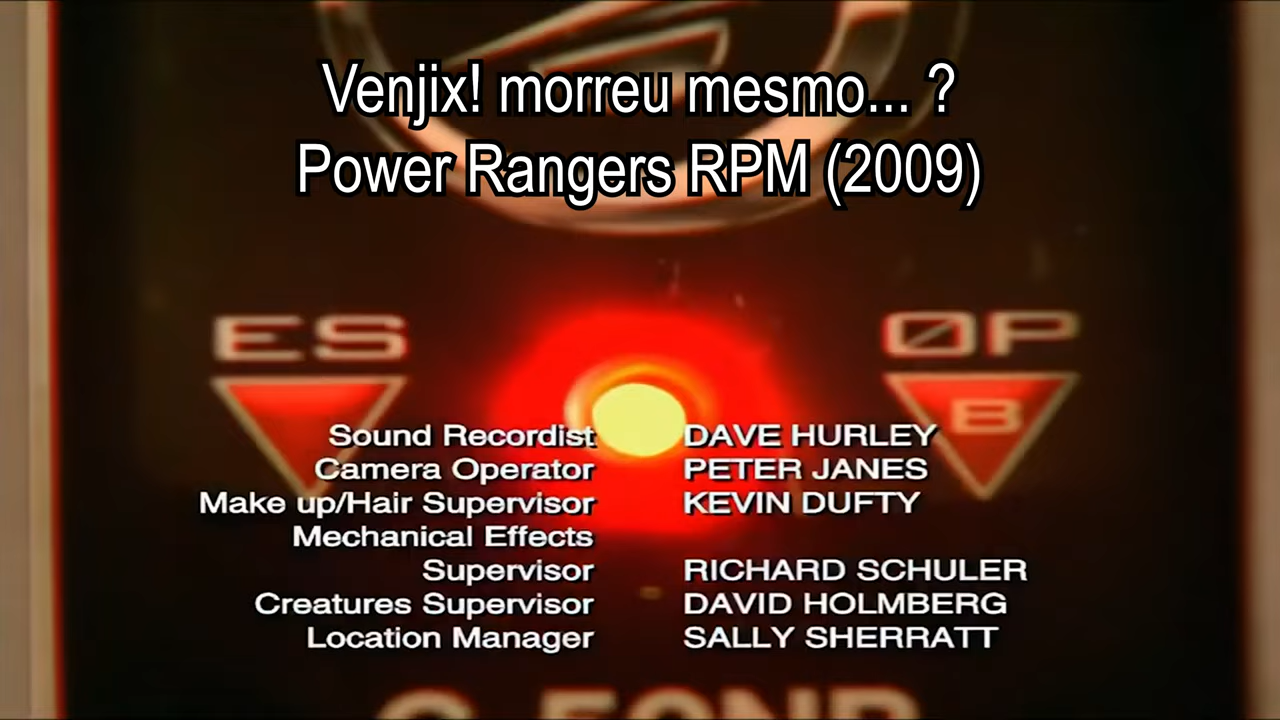 Venjix! morreu mesmo... ?
Power Rangers RPM (2009)
ES ØP
B
Sound Recordist DAVE HURLEY
Camera Operator PETER JANES
Make up/Hair Supervisor KEVIN DUFTY
Mechanical Effects
Supervisor RICHARD SCHULER
Creatures Supervisor DAVID HOLMBERG
Location Manager SALLY SHERRATT